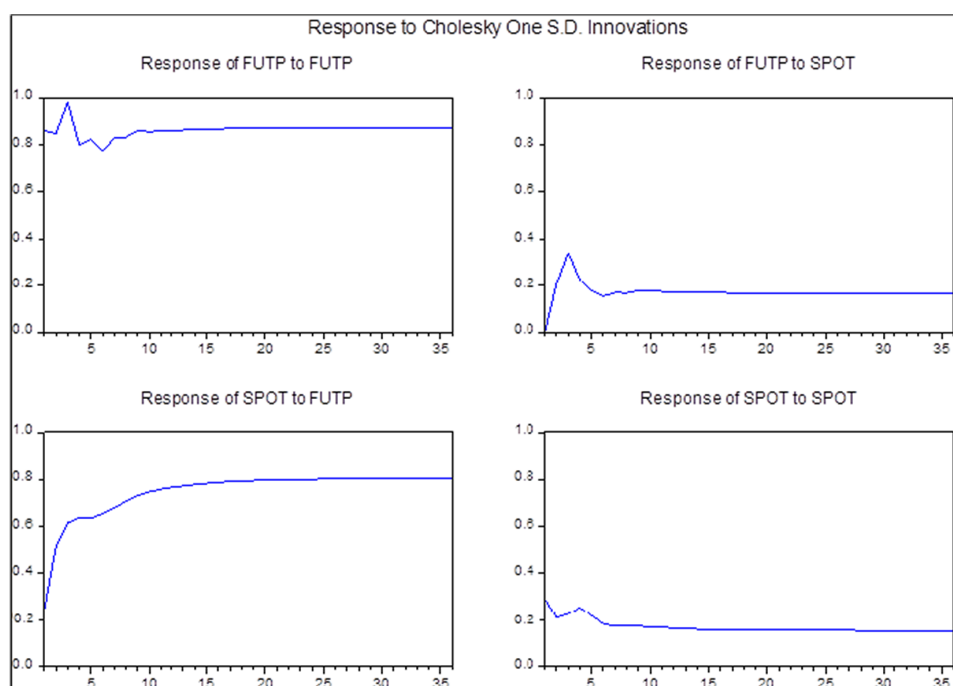 Response to Cholesky One S.D. Innovations
Response of FUTP to FUTP
1.0
0.8
0.6
0.4
0.2
0.0
5 10 15 20 25 30 35
Response of FUTP to SPOT
1.0
0.8
0.6
0.4
0.2
0.0
5 10 15 20 25 30 35
Response of SPOT to FUTP
1.0
0.8
0.6
0.4
0.2
0.0
5 10 15 20 25 30 35
Response of SPOT to SPOT
1.0
0.8
0.6
0.4
0.2
0.0
5 10 15 20 25 30 35